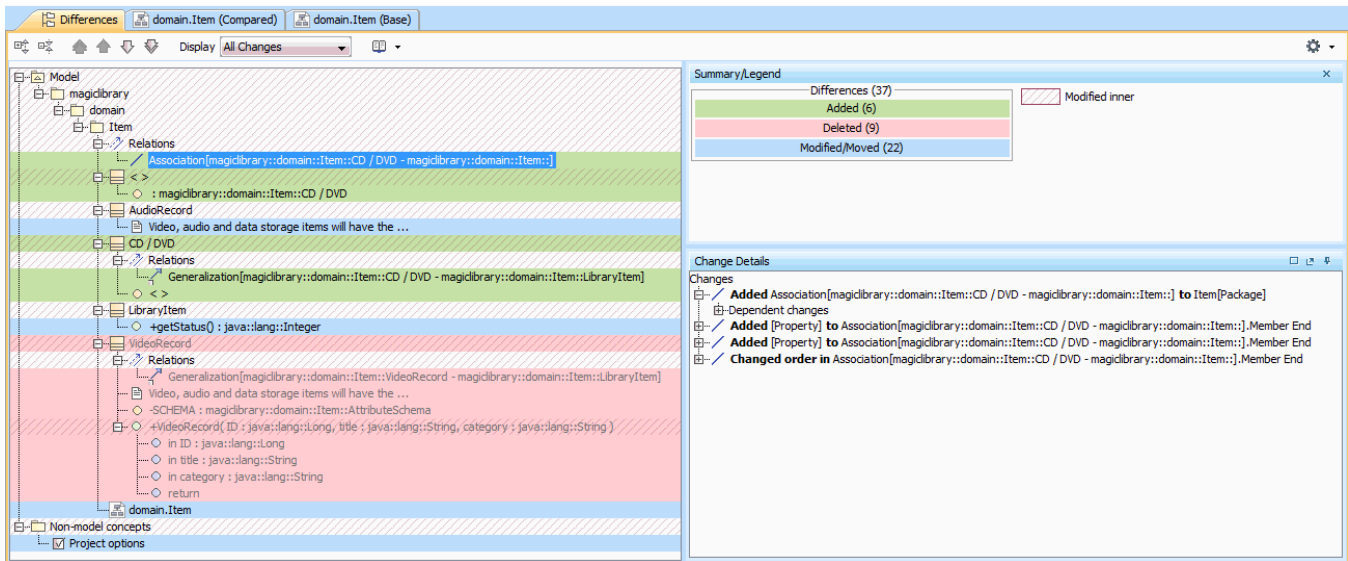 Differences
domain.Item (Compared)
domain.Item (Base)
Display All Changes
Model
magiclibrary
domain
Item
Relations
Association[magiclibrary::domain::Item::CD / DVD - magiclibrary::domain::Item::]
< >
: magiclibrary::domain::Item::CD / DVD
AudioRecord
Video, audio and data storage items will have the ...
CD / DVD
Relations
Generalization[magiclibrary::domain::Item::CD / DVD - magiclibrary::domain::Item::LibraryItem]
< >
LibraryItem
+getStatus() : java::lang::Integer
VideoRecord
Relations
Generalization[magiclibrary::domain::Item::VideoRecord - magiclibrary::domain::Item::LibraryItem]
Video, audio and data storage items will have the ...
-SCHEMA : magiclibrary::domain::Item::AttributeSchema
+VideoRecord( ID : java::lang::Long, title : java::lang::String, category : java::lang::String )
in ID : java::lang::Long
in title : java::lang::String
in category : java::lang::String
return
domain.Item
Non-model concepts
Project options
Summary/Legend
Differences (37)
Added (6)
Deleted (9)
Modified/Moved (22)
Modified inner
Change Details
Changes
Added Association[magiclibrary::domain::Item::CD / DVD - magiclibrary::domain::Item::] to Item[Package]
Dependent changes
Added [Property] to Association[magiclibrary::domain::Item::CD / DVD - magiclibrary::domain::Item::].Member End
Added [Property] to Association[magiclibrary::domain::Item::CD / DVD - magiclibrary::domain::Item::].Member End
Changed order in Association[magiclibrary::domain::Item::CD / DVD - magiclibrary::domain::Item::].Member End